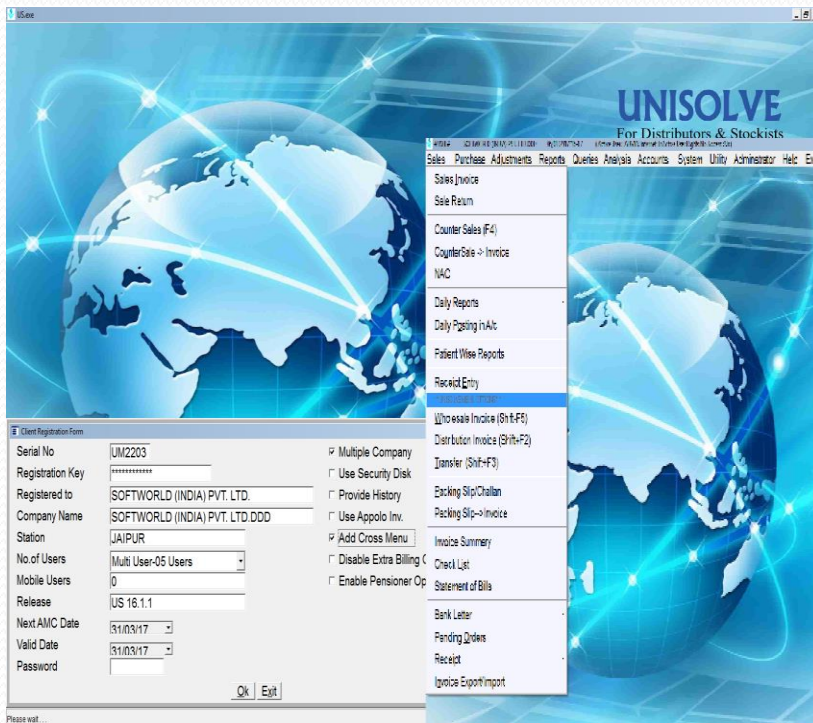 US.exe
UNISOLVE
For Distributors & Stockists
Sales Purchase Adjustments Reports Queries Analysis Accounts System Utility Adminstrator Help Ex
Sales Invoice
Sale Return
Counter Sales (F4)
CounterSale -> Invoice
NAC
Daily Reports
Daily Posting in A/c
Patient Wise Reports
Receipt Entry
Wholesale Invoice (Shift-F5)
Distribution Invoice (Shift+F2)
Transfer (Shift+F3)
Packing Slip/Challan
Packing Slip-->Invoice
Invoice Summary
Check List
Statement of Bills
Bank Letter
Pending Orders
Receipt
Invoice Export/Import
Client Registration Form
Serial No UM2203 Multiple Company
Registration Key ************ Use Security Disk
Registered to SOFTWORLD (INDIA) PVT. LTD. Provide History
Company Name SOFTWORLD (INDIA) PVT. LTD.DDD Use Appolo Inv.
Station JAIPUR Add Cross Menu
No.of Users Multi User-05 Users Disable Extra Billing
Mobile Users 0 Enable Pensioner Op
Release US 16.1.1
Next AMC Date 31/03/17
Valid Date 31/03/17
Password
Ok Exit
Please wait . . .